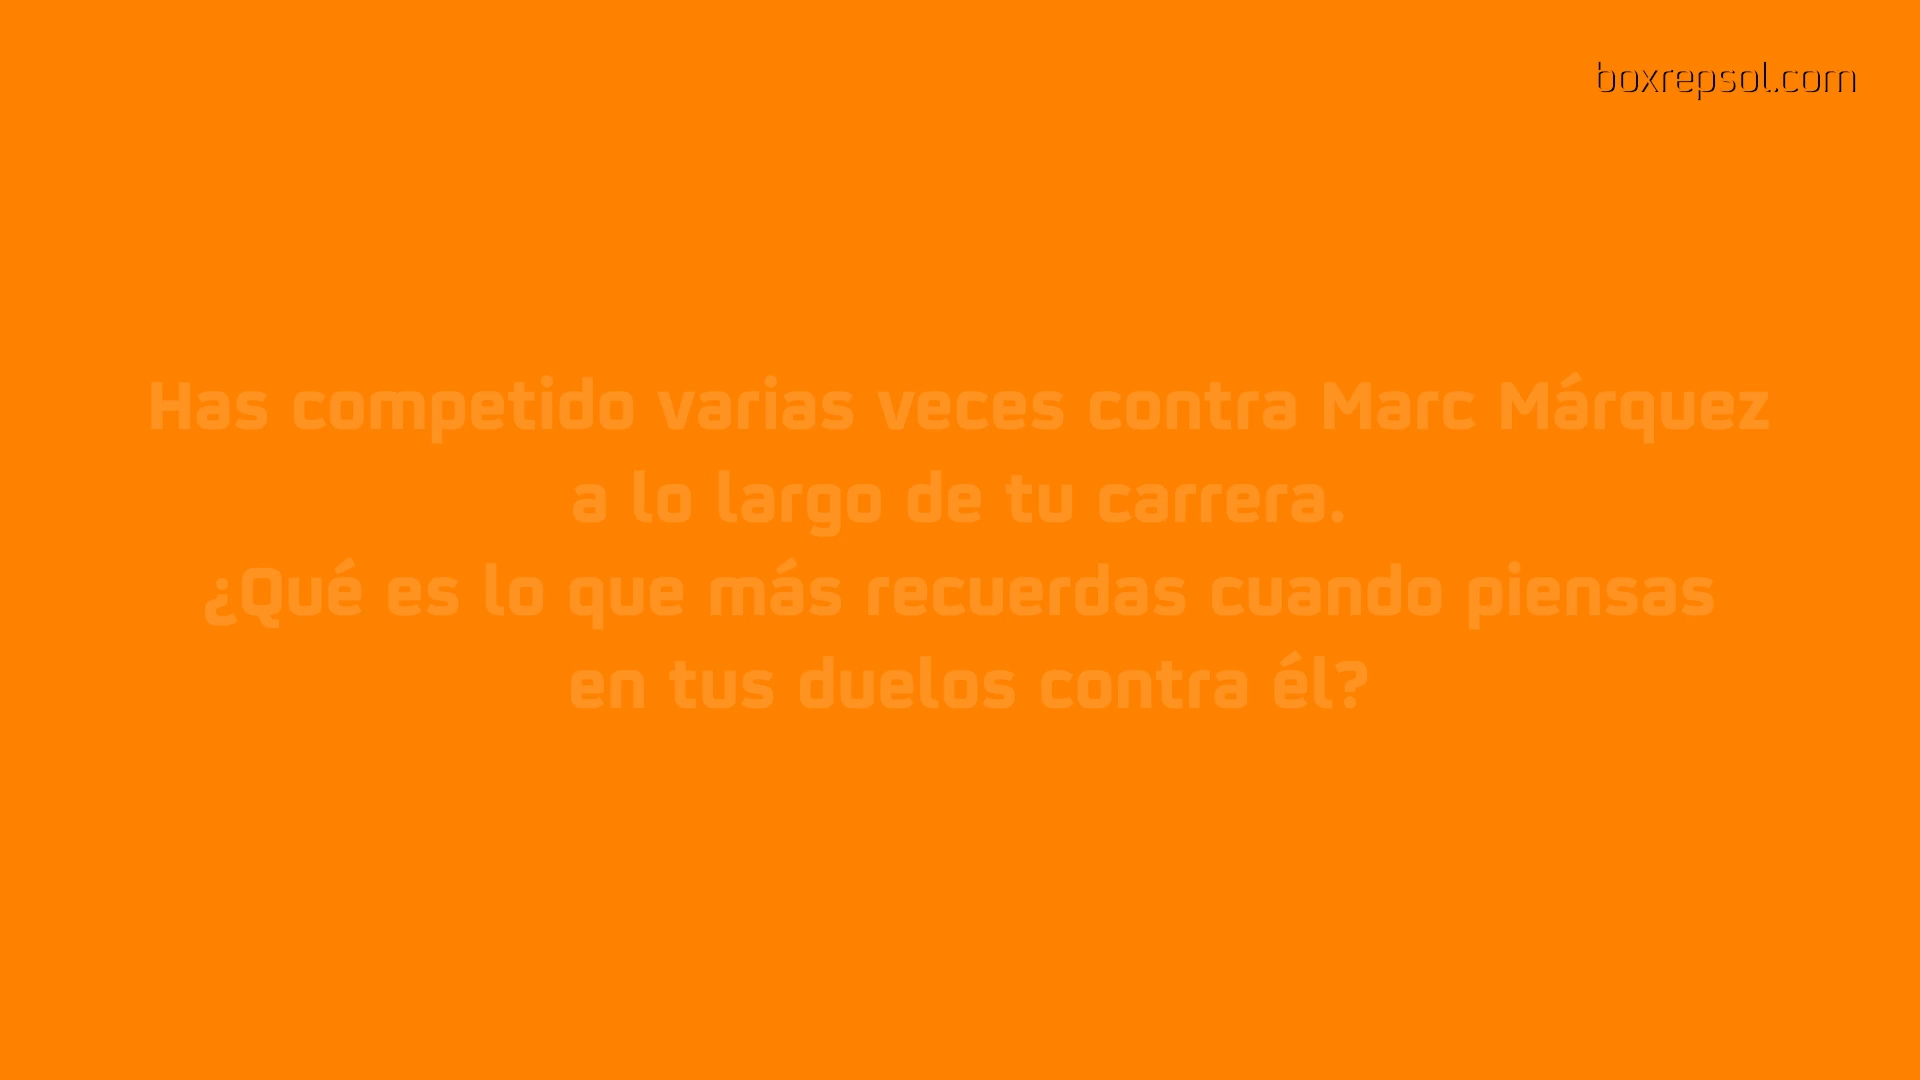 boxrepsol.com
Has competido varias veces contra Marc Márquez
a lo largo de tu carrera.
¿Qué es lo que más recuerdas cuando piensas
en tus duelos contra él?